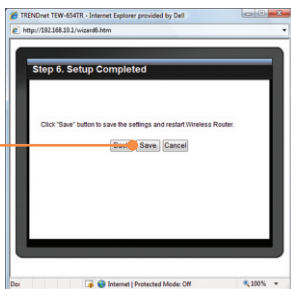 TRENDnet TEW-654TR - Internet Explorer provided by Dell
http://192.168.10.1/wizard6.htm
Step 6. Setup Completed
Click "Save" button to save the settings and restart Wireless Router.
Save Cancel
Internet | Protected Mode: Off 100%